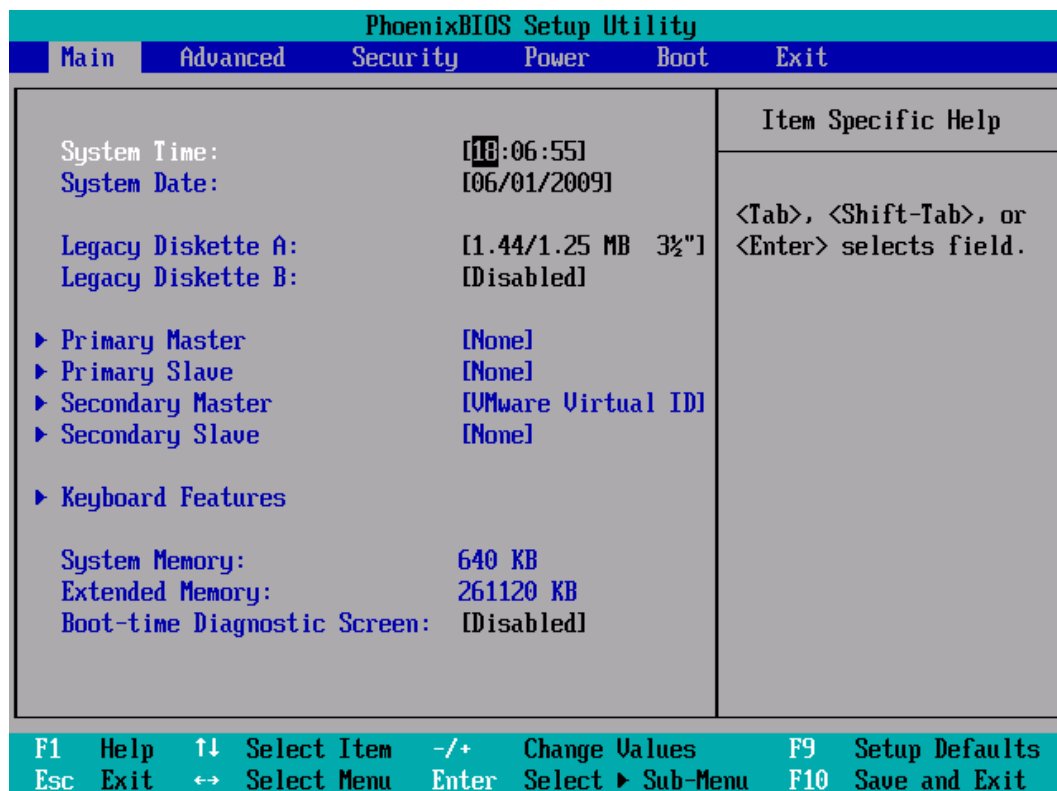 PhoenixBIOS Setup Utility
Main Advanced Security Power Boot Exit
Item Specific Help
System Time: [18:06:55]
System Date: [06/01/2009]
<Tab>, <Shift-Tab>, or
<Enter> selects field.
Legacy Diskette A: [1.44/1.25 MB 3½"]
Legacy Diskette B: [Disabled]
Primary Master [None]
Primary Slave [None]
Secondary Master [VMware Virtual ID]
Secondary Slave [None]
Keyboard Features
System Memory: 640 KB
Extended Memory: 261120 KB
Boot-time Diagnostic Screen: [Disabled]
F1 Help ↑↓ Select Item -/+ Change Values F9 Setup Defaults
Esc Exit ↔ Select Menu Enter Select ▶ Sub-Menu F10 Save and Exit